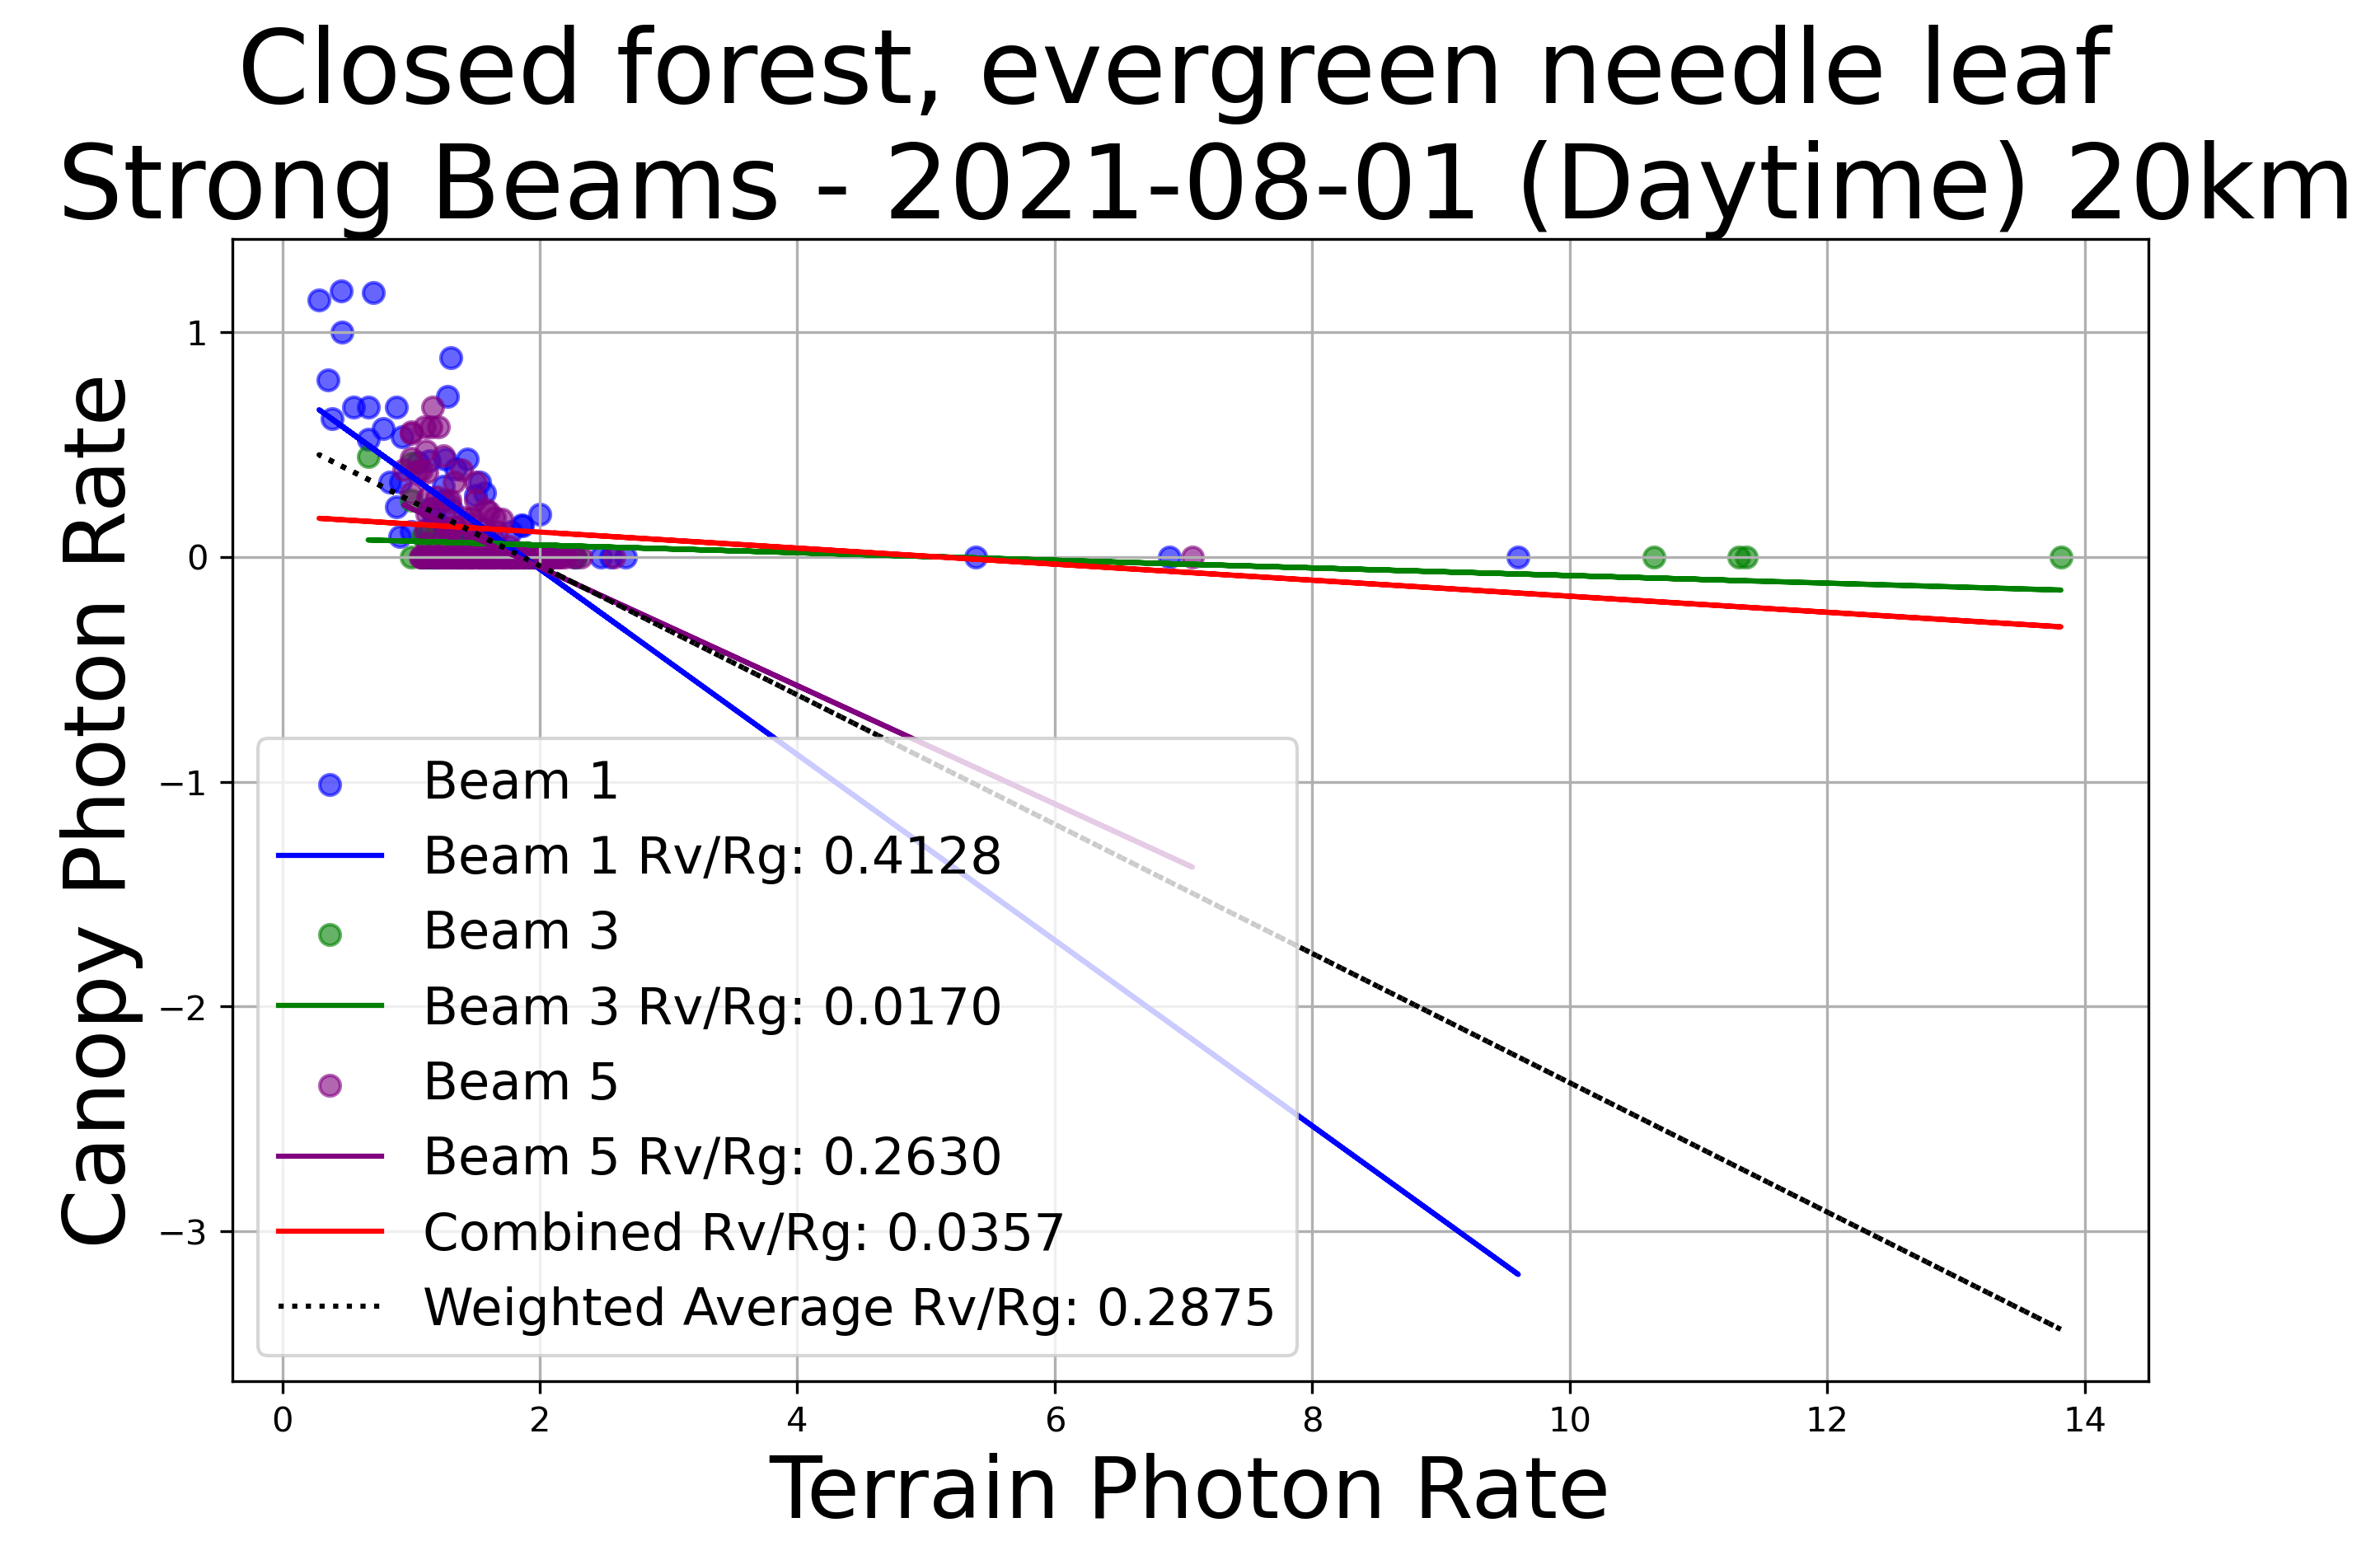 Closed forest, evergreen needle leaf
Strong Beams - 2021-08-01 (Daytime) 20km
Canopy Photon Rate
1
0
−1
−2
−3
Beam 1
Beam 1 Rv/Rg: 0.4128
Beam 3
Beam 3 Rv/Rg: 0.0170
Beam 5
Beam 5 Rv/Rg: 0.2630
Combined Rv/Rg: 0.0357
Weighted Average Rv/Rg: 0.2875
0 2 4 6 8 10 12 14
Terrain Photon Rate